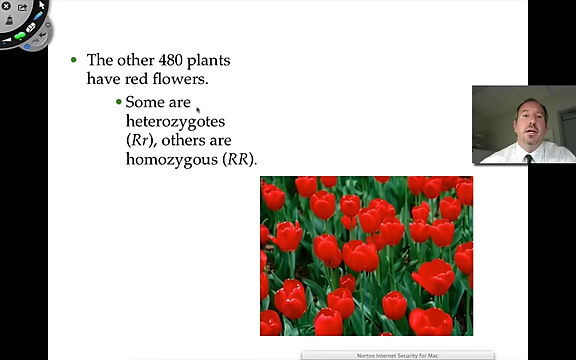 • The other 480 plants
have red flowers.
• Some are
heterozygotes
(Rr), others are
homozygous (RR).
Norton Internet Security for Mac